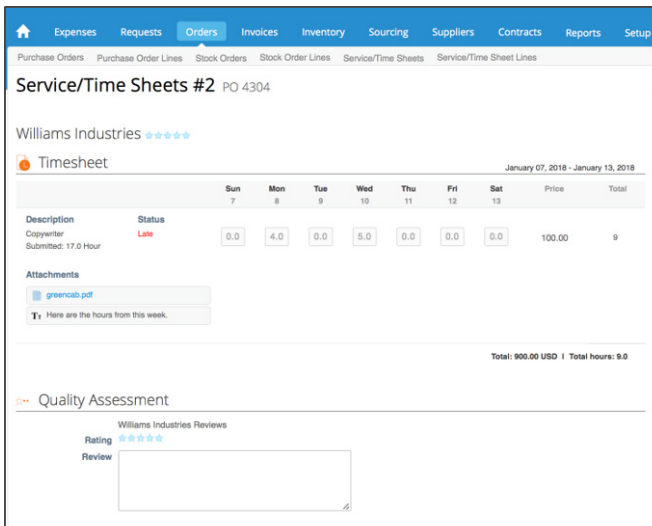 Expenses Requests Orders Invoices Inventory Sourcing Suppliers Contracts Reports Setup
Purchase Orders Purchase Order Lines Stock Orders Stock Order Lines Service/Time Sheets Service/Time Sheet Lines
Service/Time Sheets #2 PO 4304
Williams Industries
Timesheet
January 07, 2018 - January 13, 2018
Sun Mon Tue Wed Thu Fri Sat Price Total
7 8 9 10 11 12 13
Description Status
Copywriter Late
Submitted: 17.0 Hour
0.0 4.0 0.0 5.0 0.0 0.0 0.0 100.00 9
Attachments
greencab.pdf
TT Here are the hours from this week.
Total: 900.00 USD | Total hours: 9.0
Quality Assessment
Williams Industries Reviews
Rating
Review